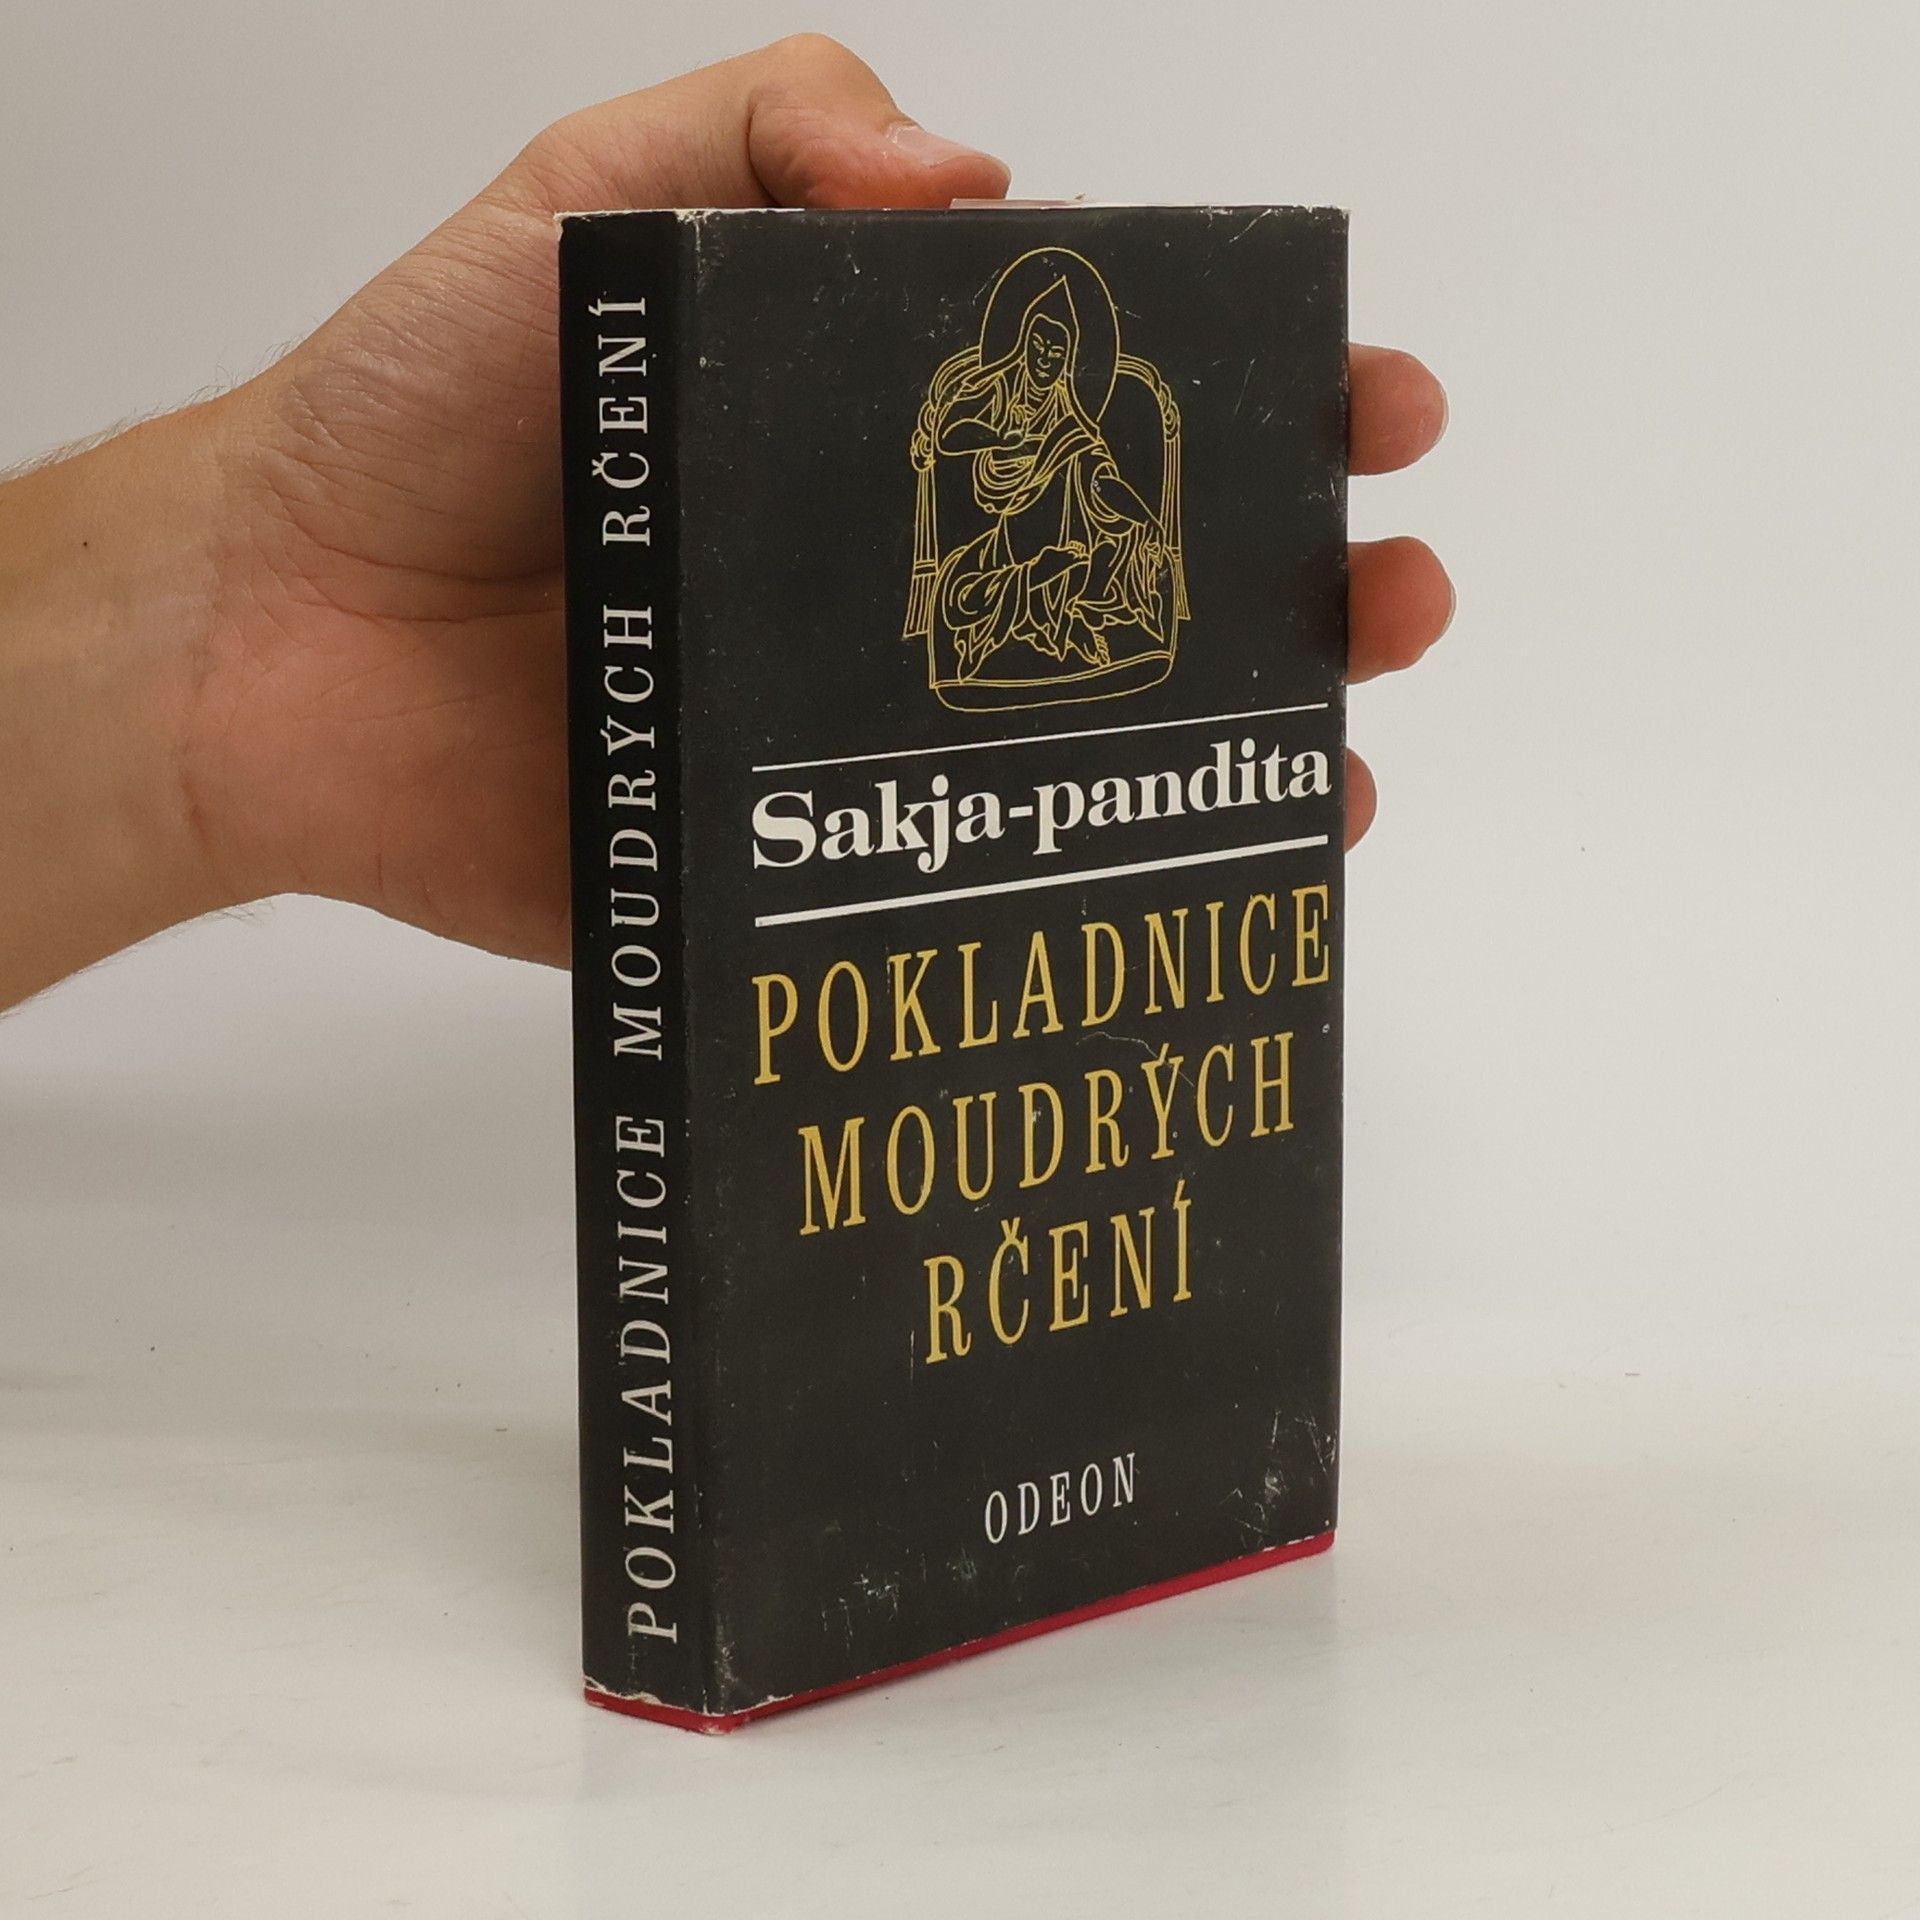 POKLADNICE MOUDRÝCH RČENÍ
Sakja-pandita
POKLADNICE
MOUDRÝCH
RČENÍ
ODEON